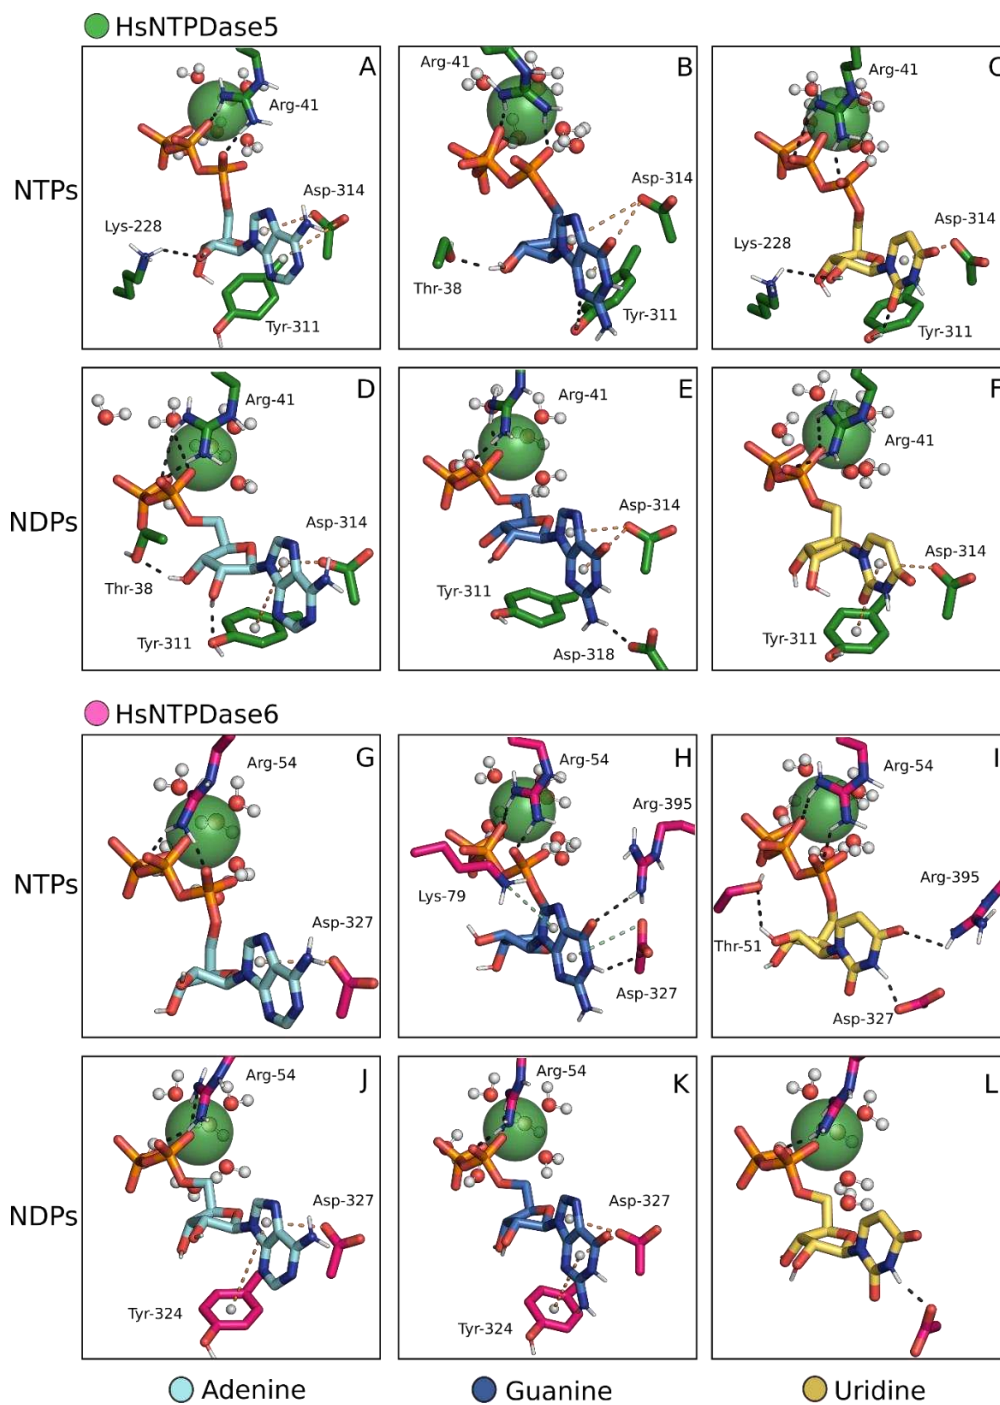 HsNTPDase5
NTPs
A
Arg-41
Asp-314
Lys-228
Tyr-311
B
Arg-41
Asp-314
Thr-38
Tyr-311
C
Arg-41
Asp-314
Lys-228
Tyr-311
NDPs
D
Arg-41
Asp-314
Thr-38
Tyr-311
E
Arg-41
Asp-314
Tyr-311
Asp-318
F
Arg-41
Asp-314
Tyr-311
HsNTPDase6
NTPs
G
Arg-54
Asp-327
H
Arg-54
Arg-395
Lys-79
Asp-327
I
Arg-54
Arg-395
Thr-51
Asp-327
NDPs
J
Arg-54
Asp-327
Tyr-324
K
Arg-54
Asp-327
Tyr-324
L
Adenine
Guanine
Uridine